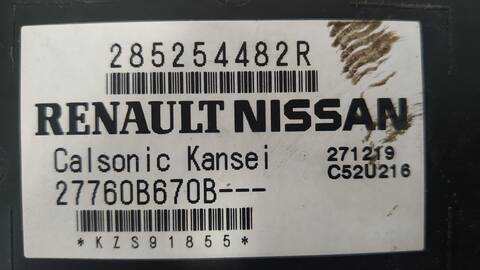 285254482R
RENAULT NISSAN
Calsonic Kansei 271219
27760B670B--- C52U216
*KZS91855*